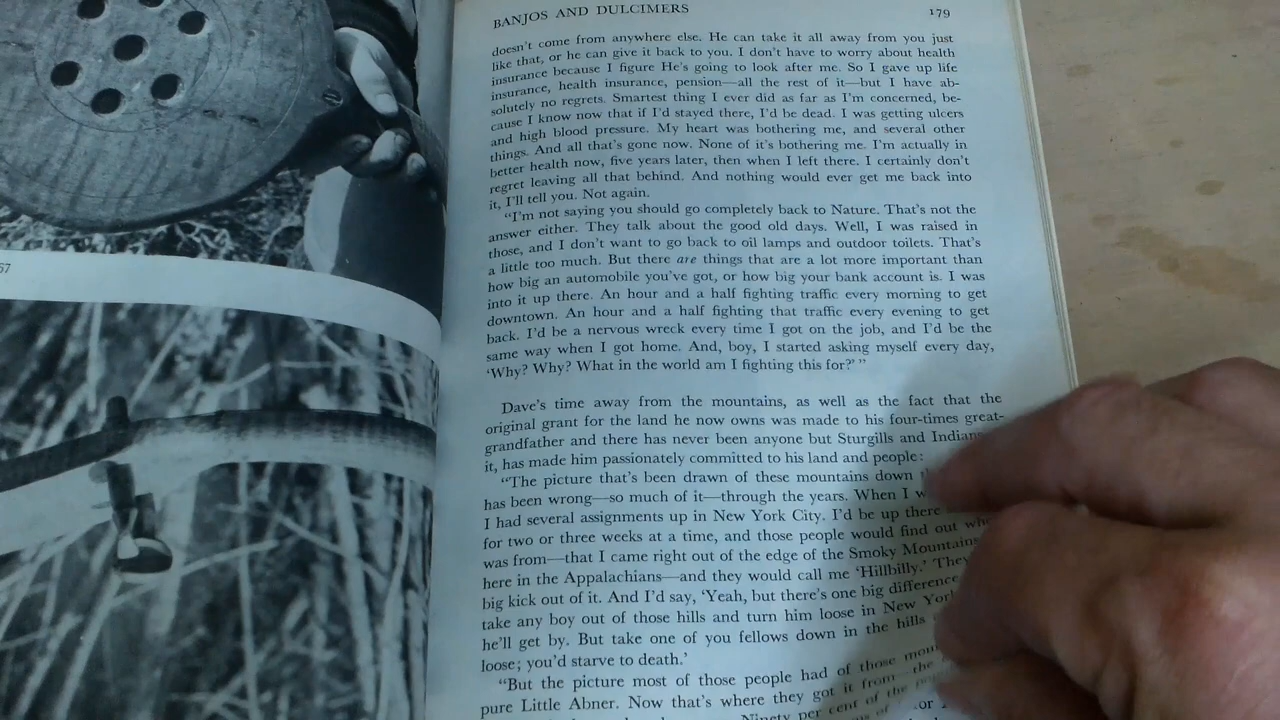 57
BANJOS AND DULCIMERS 179
doesn't come from anywhere else. He can take it all away from you just
like that, or he can give it back to you. I don't have to worry about health
insurance because I figure He's going to look after me. So I gave up life
insurance, health insurance, pension—all the rest of it—but I have ab-
solutely no regrets. Smartest thing I ever did as far as I'm concerned, be-
cause I know now that if I'd stayed there, I'd be dead. I was getting ulcers
and high blood pressure. My heart was bothering me, and several other
things. And all that's gone now. None of it's bothering me. I'm actually in
better health now, five years later, then when I left there. I certainly don't
regret leaving all that behind. And nothing would ever get me back into
it, I'll tell you. Not again.
"I'm not saying you should go completely back to Nature. That's not the
answer either. They talk about the good old days. Well, I was raised in
those, and I don't want to go back to oil lamps and outdoor toilets. That's
a little too much. But there are things that are a lot more important than
how big an automobile you've got, or how big your bank account is. I was
into it up there. An hour and a half fighting traffic every morning to get
downtown. An hour and a half fighting that traffic every evening to get
back. I'd be a nervous wreck every time I got on the job, and I'd be the
same way when I got home. And, boy, I started asking myself every day,
'Why? Why? What in the world am I fighting this for?' "
Dave's time away from the mountains, as well as the fact that the
original grant for the land he now owns was made to his four-times great-
grandfather and there has never been anyone but Sturgills and Indians
it, has made him passionately committed to his land and people:
"The picture that's been drawn of these mountains down
has been wrong—so much of it—through the years. When I
I had several assignments up in New York City. I'd be up there
for two or three weeks at a time, and those people would find out
was from—that I came right out of the edge of the Smoky Mountains
here in the Appalachians—and they would call me 'Hillbilly.' They
big kick out of it. And I'd say, 'Yeah, but there's one big difference
take any boy out of those hills and turn him loose in New York
he'll get by. But take one of you fellows down in the hills
loose; you'd starve to death.'
"But the picture most of those people had of those
pure Little Abner. Now that's where they got it from—the
Ninety per cent of the